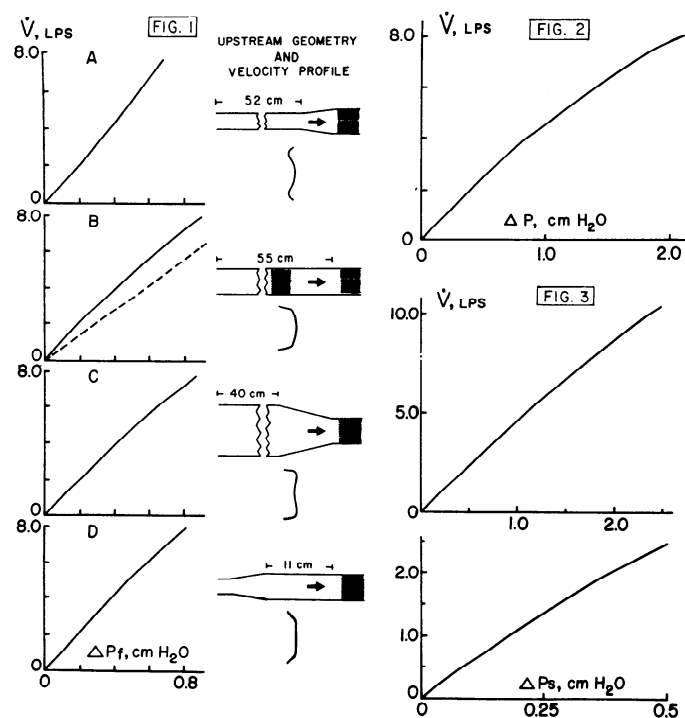 V̇, LPS
FIG. 1
8.0
A
0
UPSTREAM GEOMETRY
AND
VELOCITY PROFILE
52 cm
8.0
B
0
55 cm
8.0
C
0
40 cm
8.0
D
0
ΔPf, cm H₂O
0 0.8
11 cm
V̇, LPS
FIG. 2
8.0
0
ΔP, cm H₂O
0 1.0 2.0
V̇, LPS
FIG. 3
10.0
5.0
0
0 1.0 2.0
2.0
1.0
0
ΔPs, cm H₂O
0 0.25 0.5